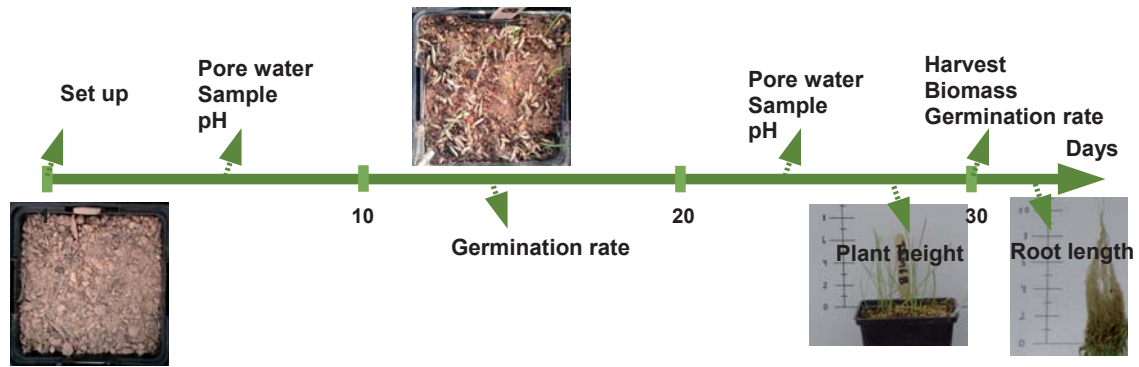 Set up
Pore water
Sample
pH
Pore water
Sample
pH
Harvest
Biomass
Germination rate
Days
10
20
30
Germination rate
Plant height
Root length